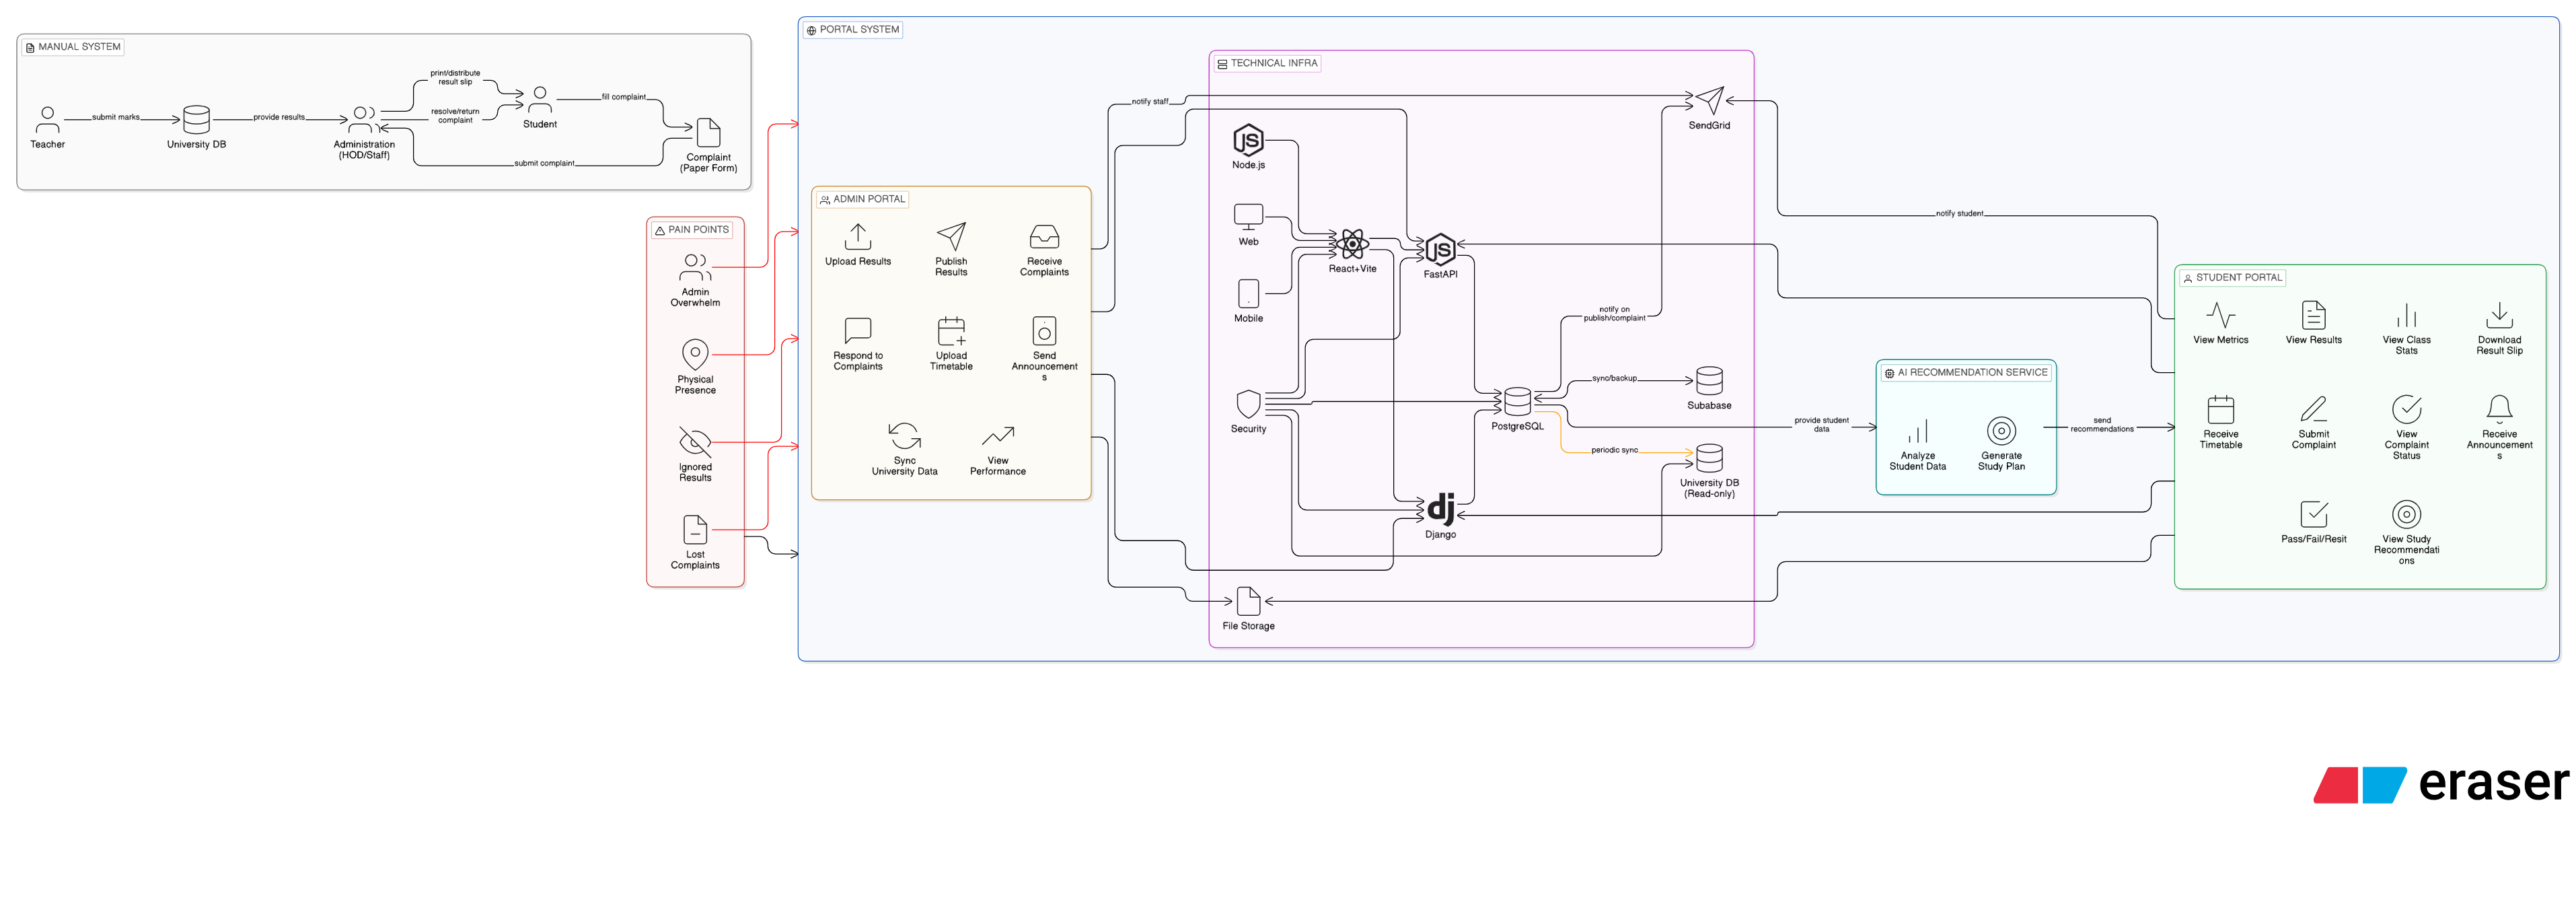 MANUAL SYSTEM
print/distribute
result slip
submit marks
provide results
resolve/return
complaint
fill complaint
submit complaint
Teacher
University DB
Administration
(HOD/Staff)
Student
Complaint
(Paper Form)
PAIN POINTS
Admin
Overwhelm
Physical
Presence
Ignored
Results
Lost
Complaints
PORTAL SYSTEM
ADMIN PORTAL
Upload Results
Publish
Results
Receive
Complaints
Respond to
Complaints
Upload
Timetable
Send
Announcement
s
Sync
University Data
View
Performance
notify staff
TECHNICAL INFRA
Node.js
Web
Mobile
Security
File Storage
React+Vite
JS
JS
FastAPI
dj
Django
PostgreSQL
SendGrid
notify on
publish/complaint
sync/backup
Subabase
periodic sync
University DB
(Read-only)
notify student
provide student
data
AI RECOMMENDATION SERVICE
Analyze
Student Data
Generate
Study Plan
send
recommendations
STUDENT PORTAL
View Metrics
View Results
View Class
Stats
Download
Result Slip
Receive
Timetable
Submit
Complaint
View
Complaint
Status
Receive
Announcement
s
Pass/Fail/Resit
View Study
Recommendati
ons
eraser